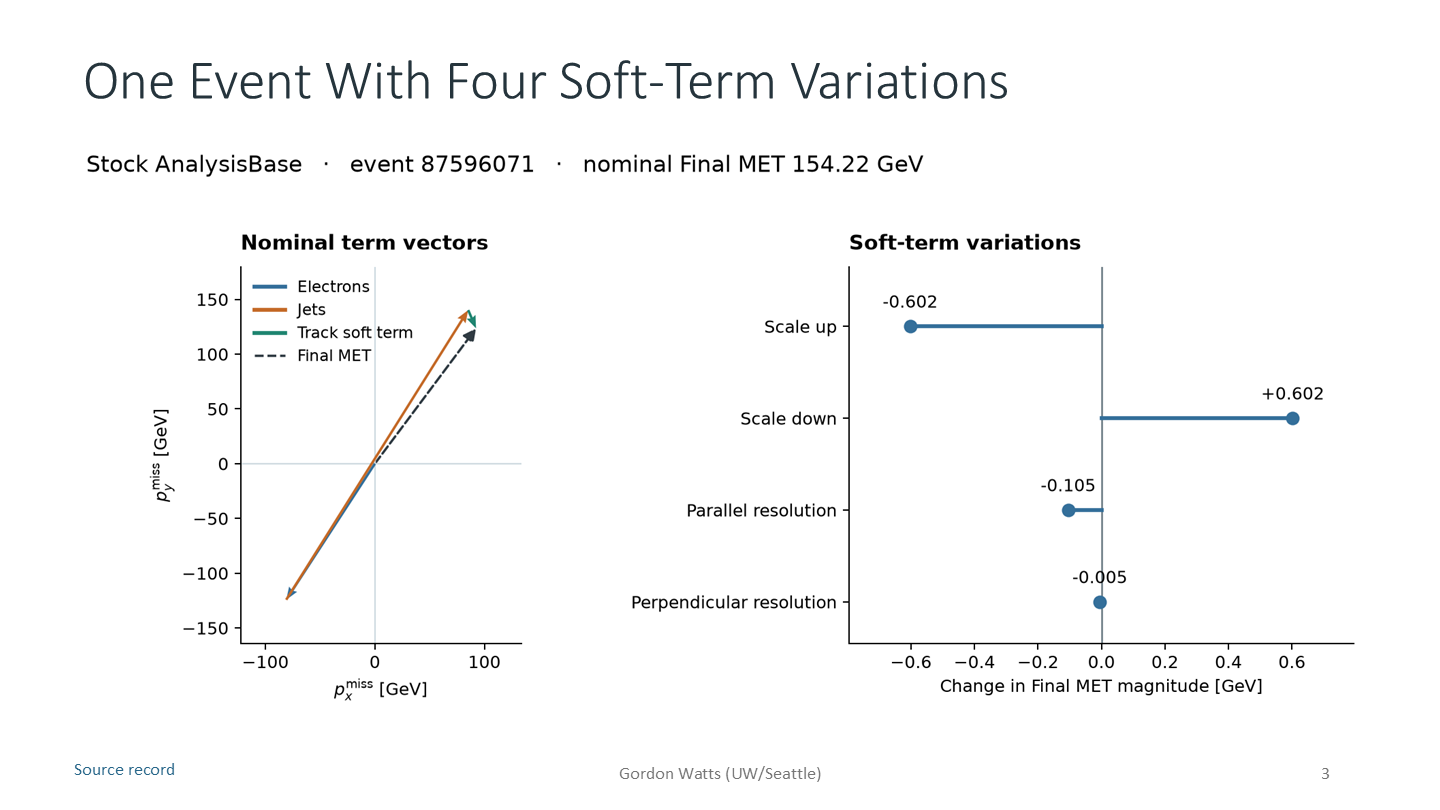 One Event With Four Soft-Term Variations
Stock AnalysisBase · event 87596071 · nominal Final MET 154.22 GeV
Nominal term vectors
Electrons
Jets
Track soft term
Final MET
150
100
50
0
−50
−100
−150
−100 0 100
p_y^miss [GeV]
p_x^miss [GeV]
Soft-term variations
Scale up
Scale down
Parallel resolution
Perpendicular resolution
-0.602
+0.602
-0.105
-0.005
−0.6 −0.4 −0.2 0.0 0.2 0.4 0.6
Change in Final MET magnitude [GeV]
Source record
Gordon Watts (UW/Seattle)
3